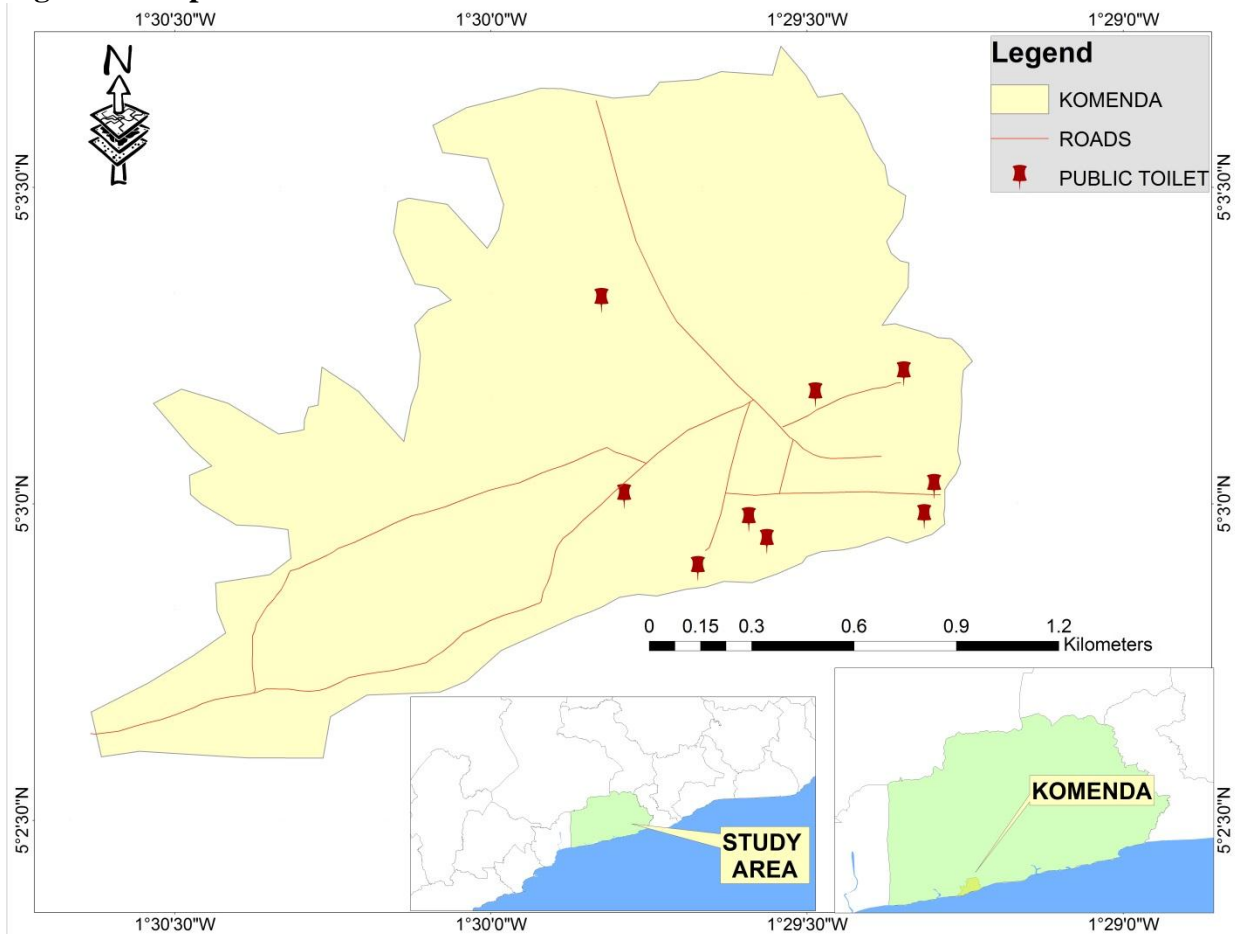 1°30'30"W 1°30'0"W 1°29'30"W 1°29'0"W
N
Legend
KOMENDA
ROADS
PUBLIC TOILET
5°3'30"N 5°3'30"N
5°3'0"N 5°3'0"N
0 0.15 0.3 0.6 0.9 1.2
Kilometers
5°2'30"N 5°2'30"N
STUDY
AREA
KOMENDA
1°30'30"W 1°30'0"W 1°29'30"W 1°29'0"W